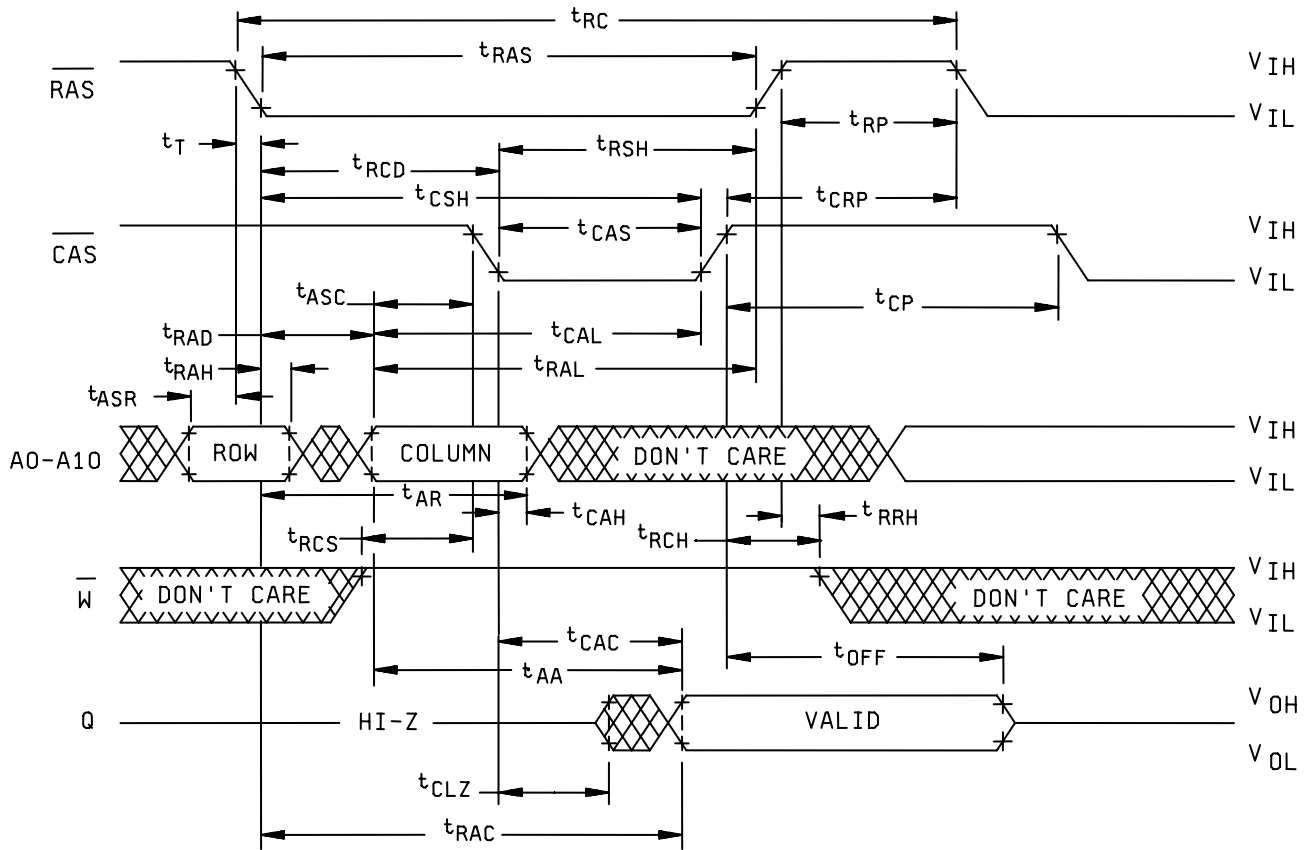 tRC
tRAS
RAS
VIH
VIL
tT
tRP
tRSH
tRCD
tCSH
tCRP
CAS
tCAS
VIH
VIL
tASC
tCP
tRAD
tCAL
tRAH
tRAL
tASR
A0-A10
ROW
COLUMN
DON'T CARE
VIH
VIL
tAR
tCAH
tRRH
tRCS
tRCH
W
DON'T CARE
DON'T CARE
VIH
VIL
tCAC
tOFF
tAA
Q
HI-Z
VALID
VOH
VOL
tCLZ
tRAC